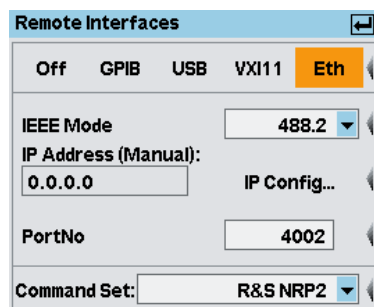 Remote Interfaces
Off GPIB USB VXI11 Eth
IEEE Mode 488.2
IP Address (Manual):
0.0.0.0 IP Config...
PortNo 4002
Command Set: R&S NRP2